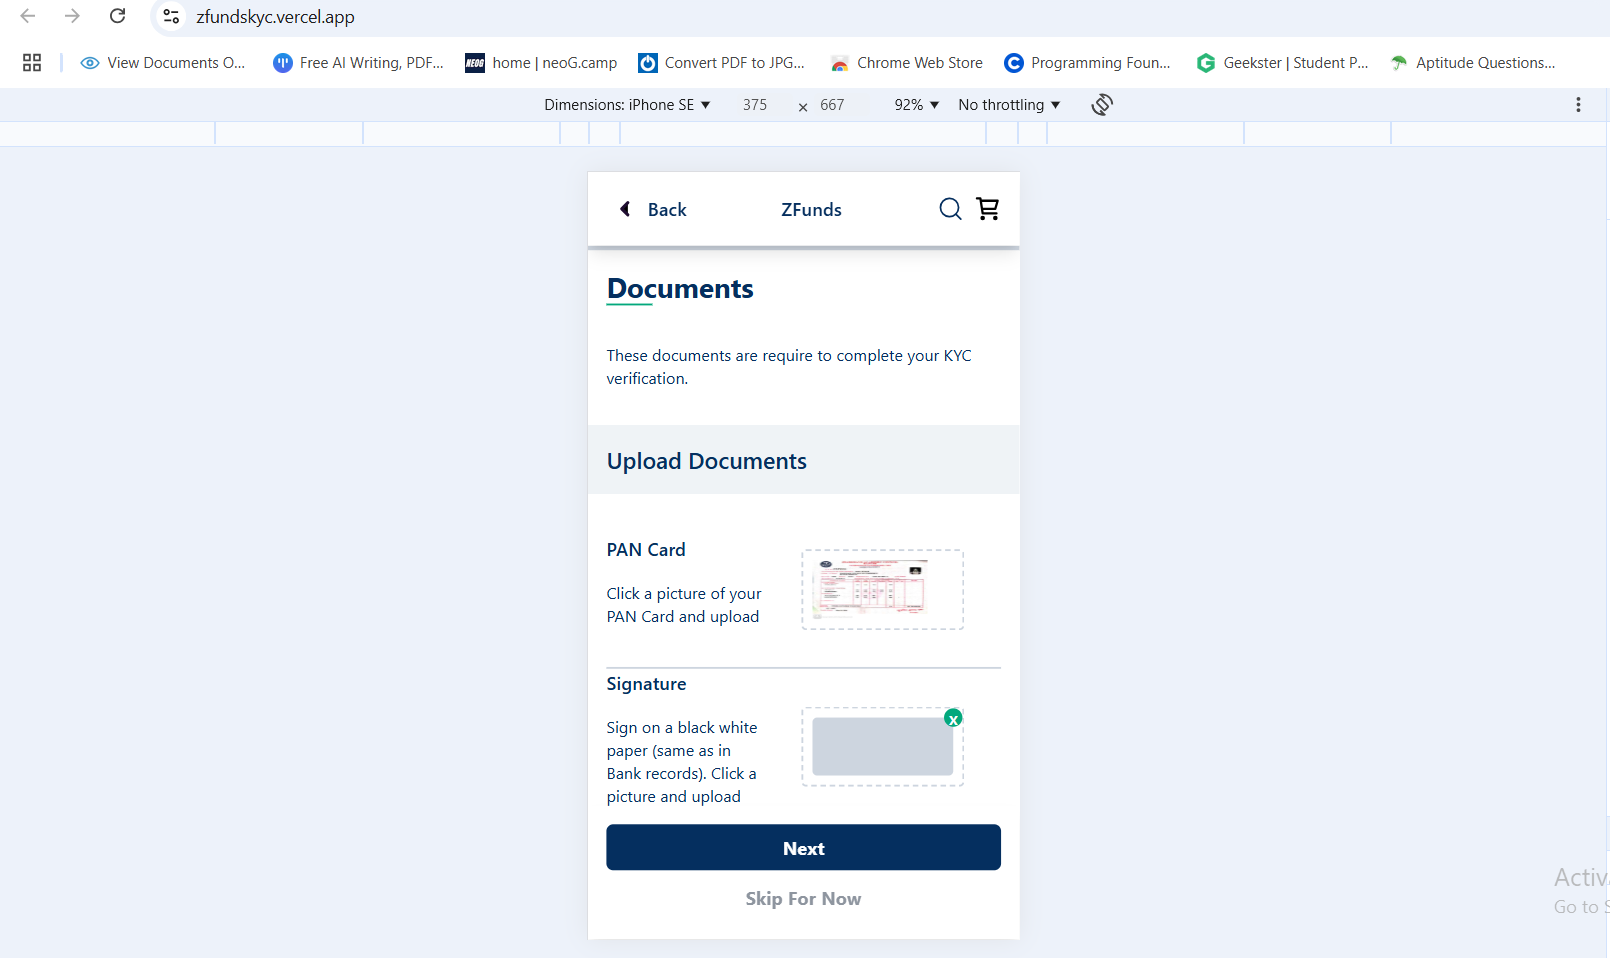 zfundskyc.vercel.app
View Documents O...
Free AI Writing, PDF...
NEOG
home | neoG.camp
Convert PDF to JPG...
Chrome Web Store
Programming Foun...
Geekster | Student P...
Aptitude Questions...
Dimensions: iPhone SE 375 x 667 92% No throttling
Back
ZFunds
Documents
These documents are require to complete your KYC
verification.
Upload Documents
PAN Card
Click a picture of your
PAN Card and upload
Signature
Sign on a black white
paper (same as in
Bank records). Click a
picture and upload
x
Next
Skip For Now
Activ
Go to S